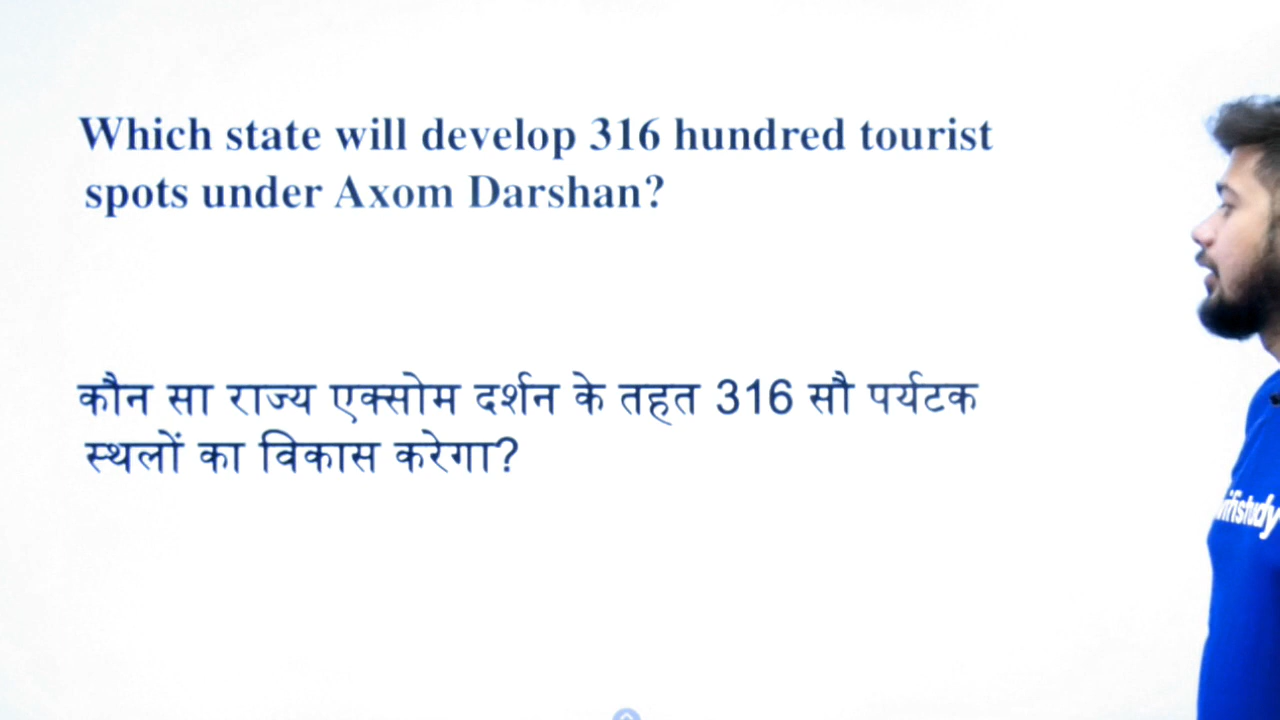 Which state will develop 316 hundred tourist
spots under Axom Darshan?
कौन सा राज्य एक्सोम दर्शन के तहत 316 सौ पर्यटक
स्थलों का विकास करेगा?
wifistudy